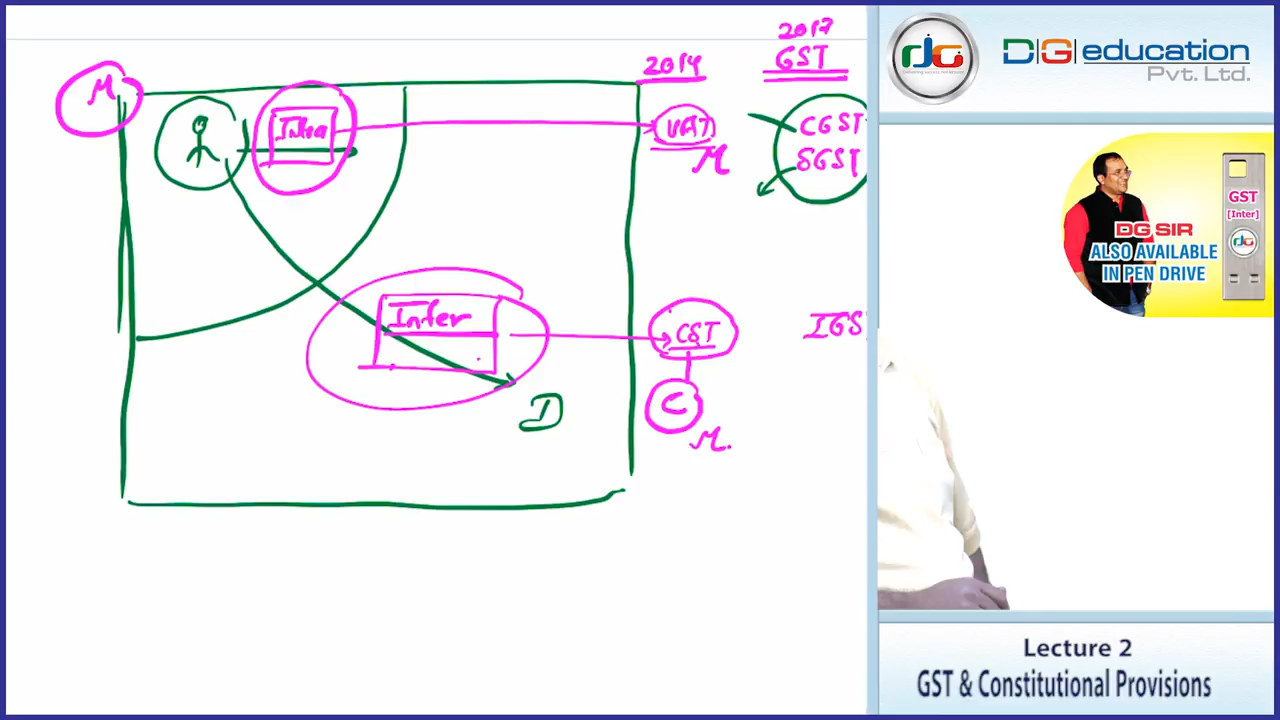 2017
2014 GST
M
Intra
VAT
M
CGST
SGST
Inter
CST
IGS
C
D
M.
DG education
Pvt. Ltd.
GST
[Inter]
DG SIR
ALSO AVAILABLE
IN PEN DRIVE
Lecture 2
GST & Constitutional Provisions